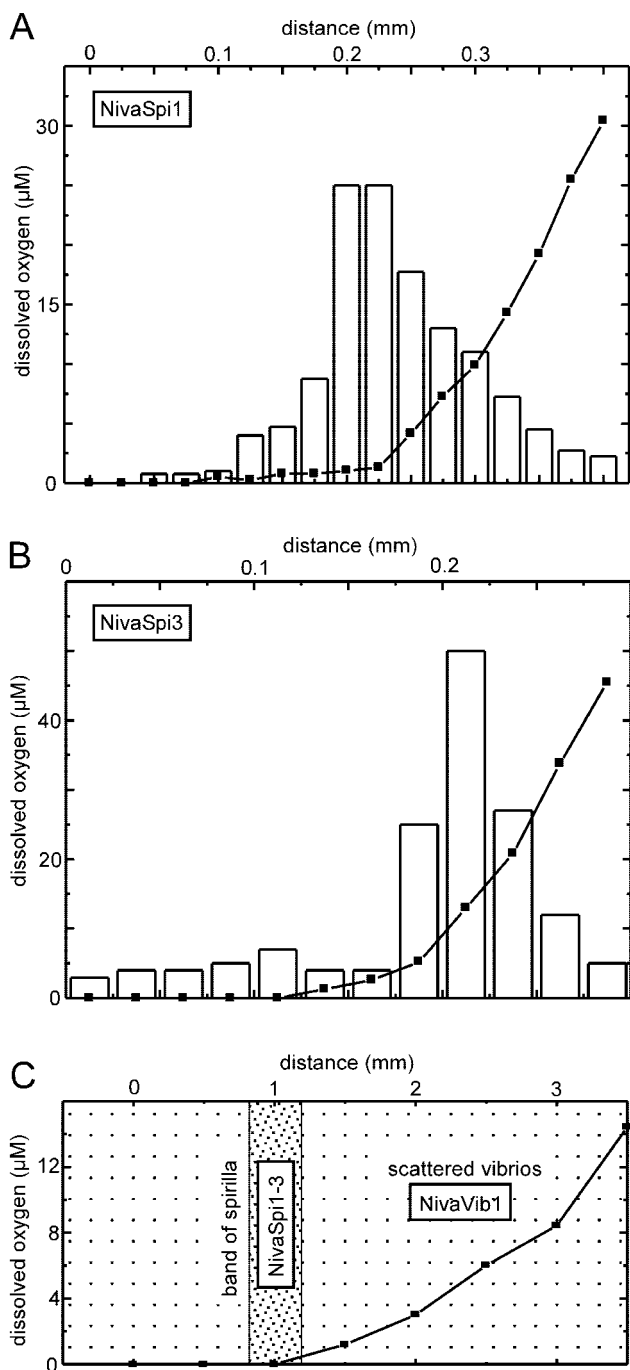 A
distance (mm)
0 0.1 0.2 0.3
NivaSpi1
30
15
0
dissolved oxygen (µM)
B
distance (mm)
0 0.1 0.2
NivaSpi3
40
20
0
dissolved oxygen (µM)
C
distance (mm)
0 1 2 3
12
8
4
0
dissolved oxygen (µM)
band of spirilla
NivaSpi1-3
scattered vibrios
NivaVib1